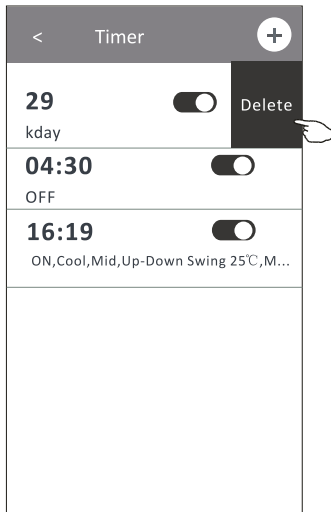 < Timer +
29 Delete
kday
04:30
OFF
16:19
ON,Cool,Mid,Up-Down Swing 25℃,M...